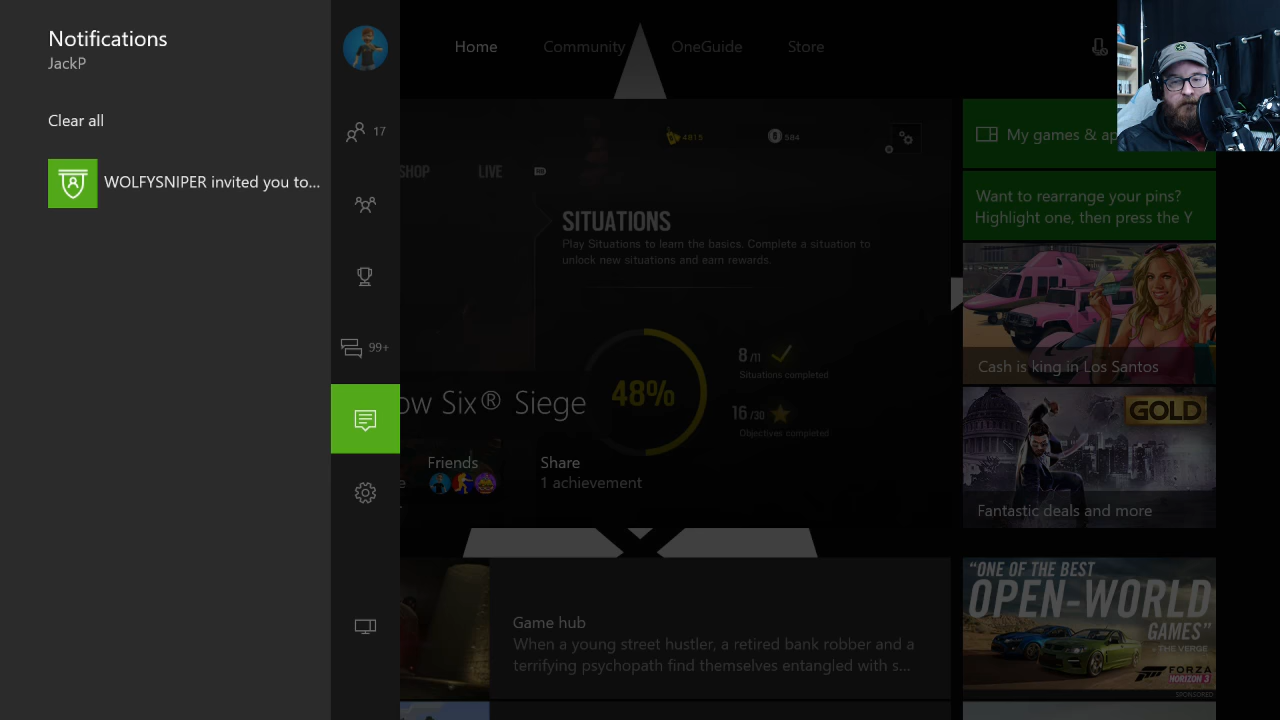 Notifications
JackP
Clear all
WOLFYSNIPER invited you to...
17
99+
Home
Community
OneGuide
Store
4815
584
SHOP
LIVE
SITUATIONS
Play Situations to learn the basics. Complete a situation to
unlock new situations and earn rewards.
48%
8/11
Situations completed
16/30
Objectives completed
ow Six® Siege
Friends
Share
1 achievement
Game hub
When a young street hustler, a retired bank robber and a
terrifying psychopath find themselves entangled with s...
My games & ap
Want to rearrange your pins?
Highlight one, then press the Y
Cash is king in Los Santos
GOLD
Fantastic deals and more
"ONE OF THE BEST
OPEN-WORLD
GAMES"
THE VERGE
FORZA
HORIZON 3
SPONSORED